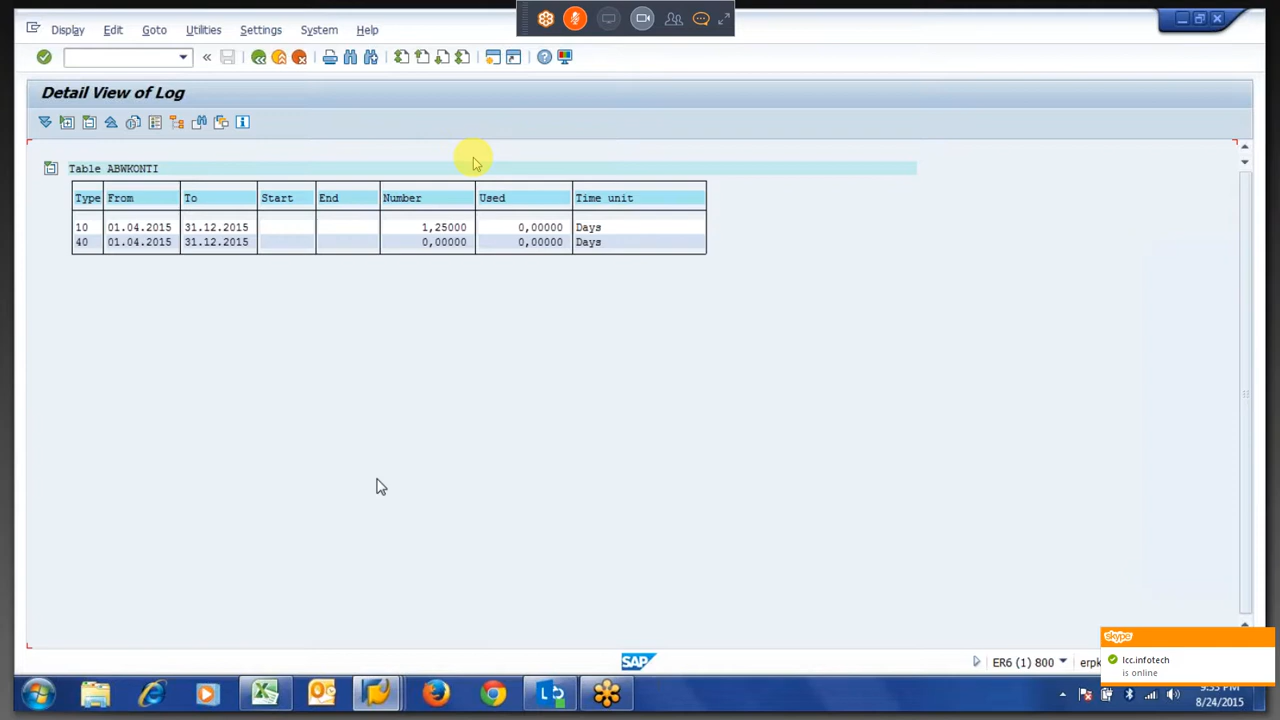 Display Edit Goto Utilities Settings System Help
Detail View of Log
Table ABWKONTI
Type From To Start End Number Used Time unit
10 01.04.2015 31.12.2015 1,25000 0,00000 Days
40 01.04.2015 31.12.2015 0,00000 0,00000 Days
skype
lcc.infotech
is online
SAP
ER6 (1) 800 erpk
9:33 PM
8/24/2015